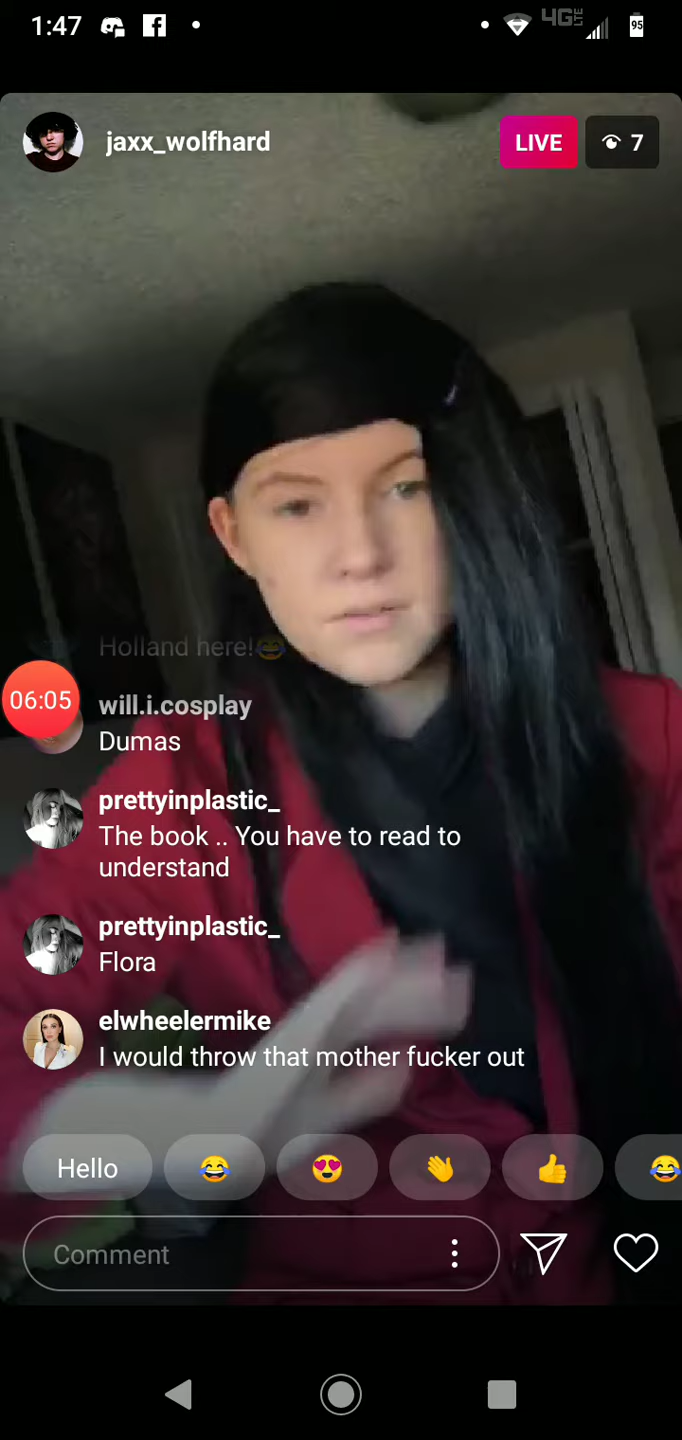 1:47
4G LTE
95
jaxx_wolfhard
LIVE
7
Holland here!😂
06:05
will.i.cosplay
Dumas
prettyinplastic_
The book .. You have to read to
understand
prettyinplastic_
Flora
elwheelermike
I would throw that mother fucker out
Hello
Comment